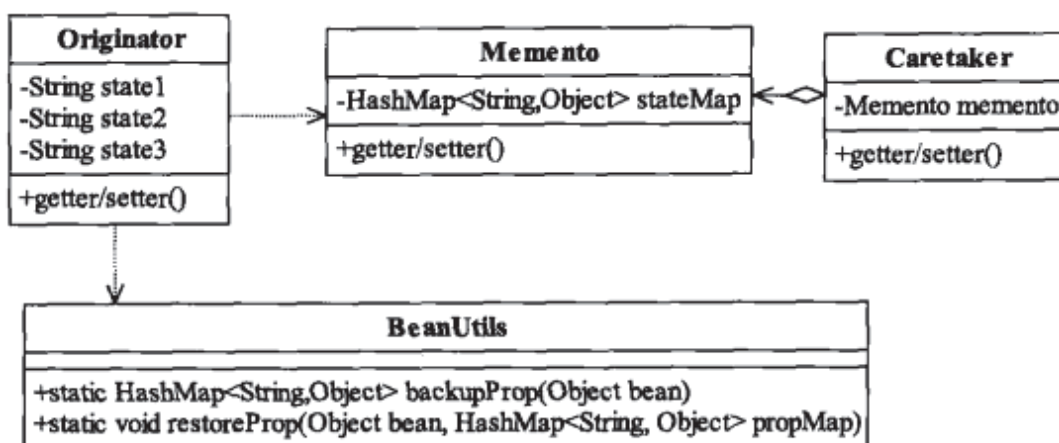 Originator
-String state1
-String state2
-String state3
+getter/setter()
Memento
-HashMap<String,Object> stateMap
+getter/setter()
Caretaker
-Memento memento
+getter/setter()
BeanUtils
+static HashMap<String,Object> backupProp(Object bean)
+static void restoreProp(Object bean, HashMap<String, Object> propMap)